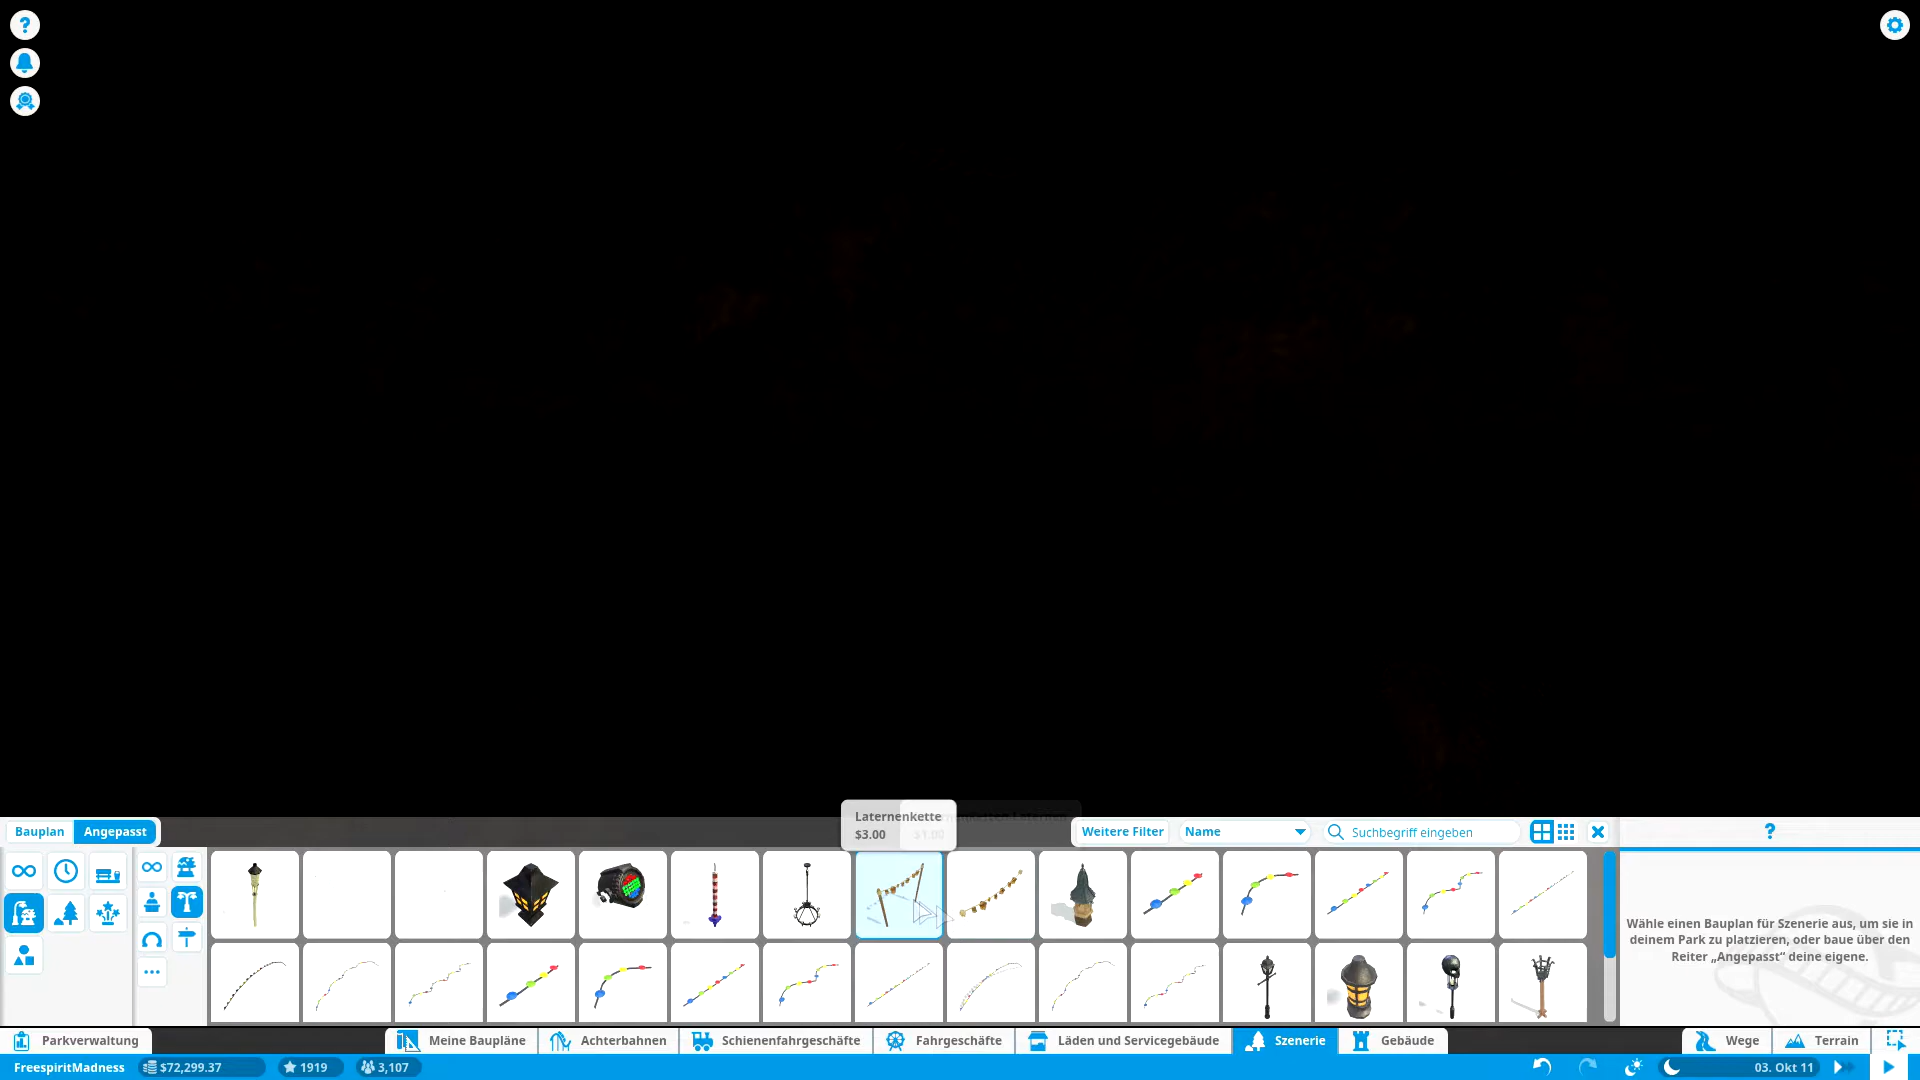 Laternenkette
$3.00
$1.00
Bauplan
Angepasst
Weitere Filter
Name
Suchbegriff eingeben
?
Wähle einen Bauplan für Szenerie aus, um sie in
deinem Park zu platzieren, oder baue über den
Reiter „Angepasst“ deine eigene.
Parkverwaltung
Meine Baupläne
Achterbahnen
Schienenfahrgeschäfte
Fahrgeschäfte
Läden und Servicegebäude
Szenerie
Gebäude
Wege
Terrain
FreespiritMadness
$72,299.37
1919
3,107
03. Okt 11